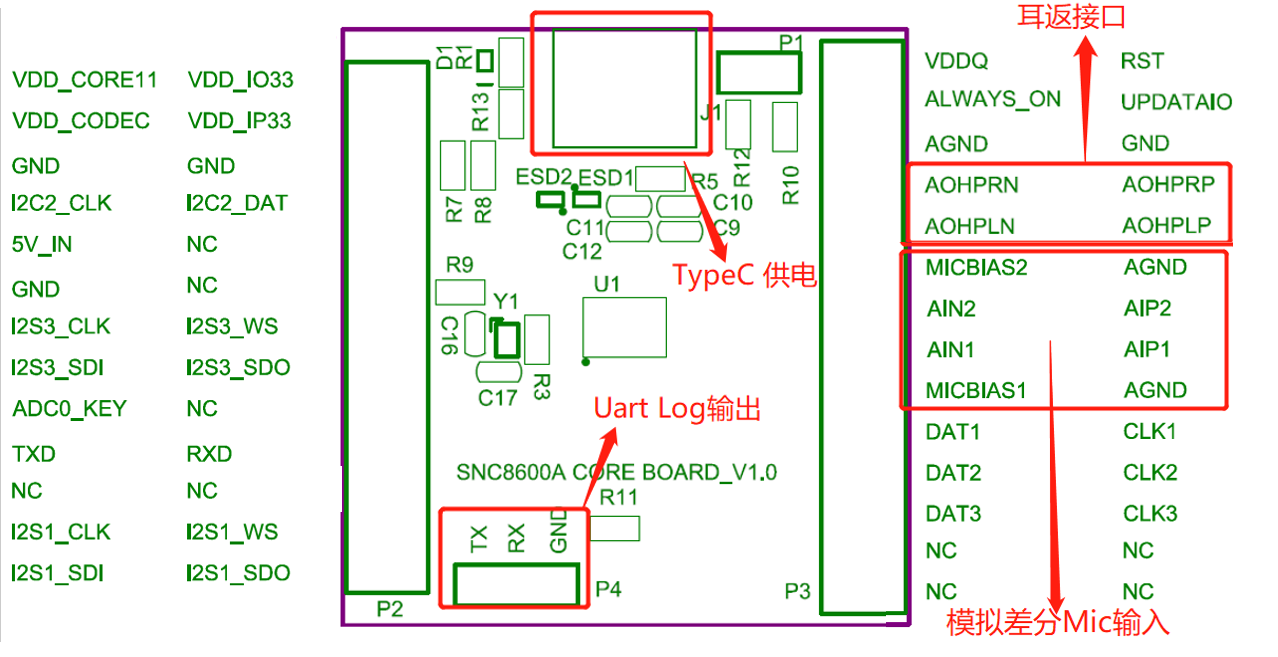 耳返接口
VDD_CORE11 VDD_IO33
VDD_CODEC VDD_IP33
GND GND
I2C2_CLK I2C2_DAT
5V_IN NC
GND NC
I2S3_CLK I2S3_WS
I2S3_SDI I2S3_SDO
ADC0_KEY NC
TXD RXD
NC NC
I2S1_CLK I2S1_WS
I2S1_SDI I2S1_SDO
D1
R1
P1
R13
J1
R12
R10
R7
R8
ESD2 ESD1 R5
C10
C11 C9
C12
TypeC 供电
R9
Y1
U1
C16
C17
R3
Uart Log输出
SNC8600A CORE BOARD_V1.0
R11
TX RX GND
P4
P2
P3
VDDQ RST
ALWAYS_ON UPDATAIO
AGND GND
AOHPRN AOHPRP
AOHPLN AOHPLP
MICBIAS2 AGND
AIN2 AIP2
AIN1 AIP1
MICBIAS1 AGND
DAT1 CLK1
DAT2 CLK2
DAT3 CLK3
NC NC
NC NC
模拟差分Mic输入